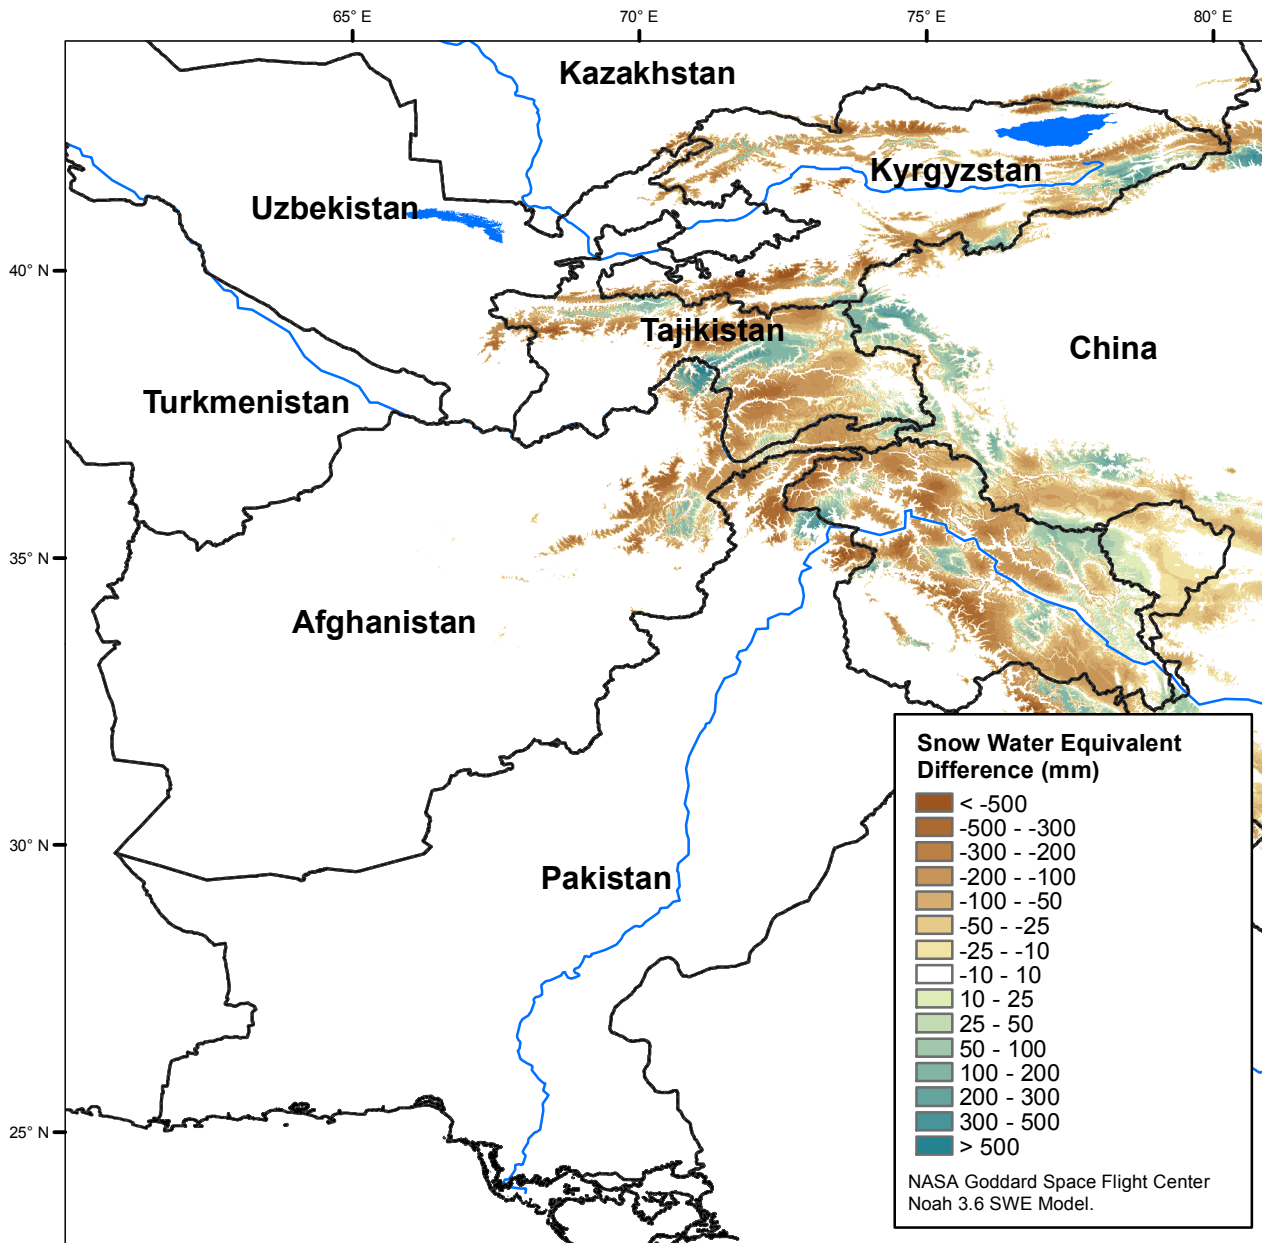 65° E
70° E
75° E
80° E
Kazakhstan
Kyrgyzstan
Uzbekistan
40° N
Tajikistan
China
Turkmenistan
35° N
Afghanistan
Snow Water Equivalent
Difference (mm)
< -500
-500 - -300
-300 - -200
-200 - -100
-100 - -50
-50 - -25
-25 - -10
-10 - 10
10 - 25
25 - 50
50 - 100
100 - 200
200 - 300
300 - 500
> 500
NASA Goddard Space Flight Center
Noah 3.6 SWE Model.
30° N
Pakistan
25° N